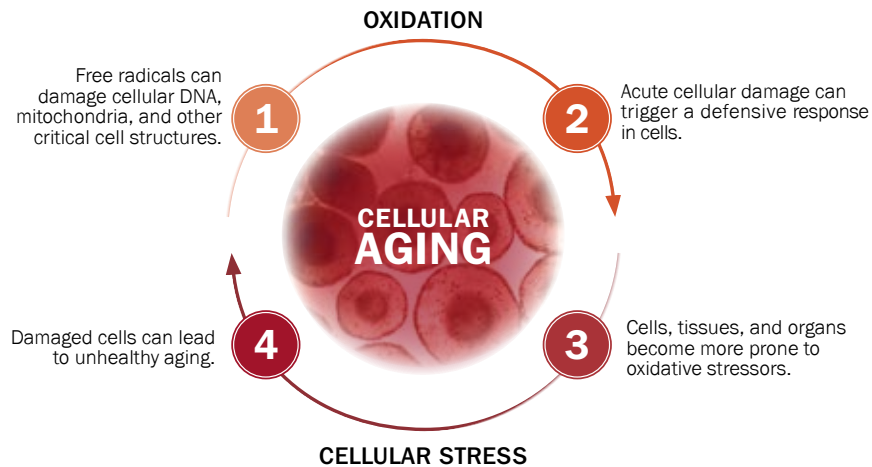 OXIDATION
Free radicals can
damage cellular DNA,
mitochondria, and other
critical cell structures.
1
2
Acute cellular damage can
trigger a defensive response
in cells.
CELLULAR
AGING
Damaged cells can lead
to unhealthy aging.
4
3
Cells, tissues, and organs
become more prone to
oxidative stressors.
CELLULAR STRESS